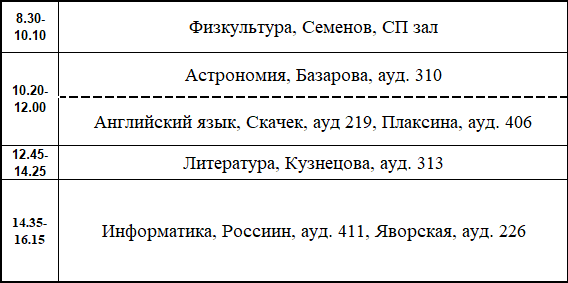 8.30-
10.10
Физкультура, Семенов, СП зал
10.20-
12.00
Астрономия, Базарова, ауд. 310
Английский язык, Скачек, ауд 219, Плаксина, ауд. 406
12.45-
14.25
Литература, Кузнецова, ауд. 313
14.35-
16.15
Информатика, Россиин, ауд. 411, Яворская, ауд. 226